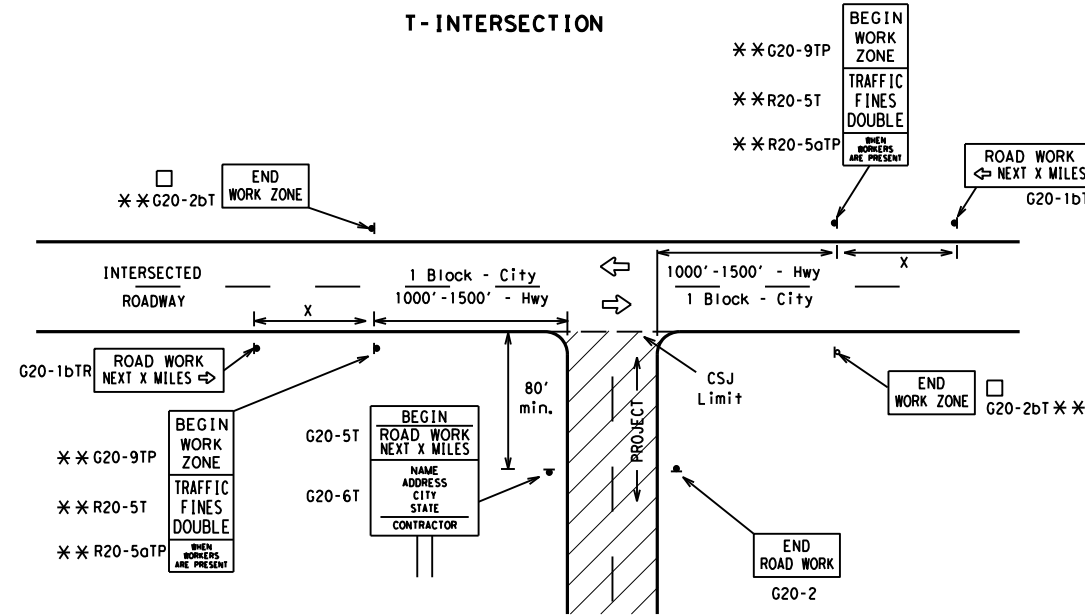 T-INTERSECTION
BEGIN
WORK
ZONE
TRAFFIC
FINES
DOUBLE
WHEN
WORKERS
ARE PRESENT
**G20-9TP
**R20-5T
**R20-5aTP
ROAD WORK
⇦ NEXT X MILES
G20-1bT
END
WORK ZONE
□
**G20-2bT
INTERSECTED
ROADWAY
1 Block - City
1000'-1500' - Hwy
1000'-1500' - Hwy
1 Block - City
X
X
G20-1bTR
ROAD WORK
NEXT X MILES ⇨
80'
min.
CSJ
Limit
PROJECT
END
WORK ZONE
□
G20-2bT **
**G20-9TP
**R20-5T
**R20-5aTP
BEGIN
WORK
ZONE
TRAFFIC
FINES
DOUBLE
WHEN
WORKERS
ARE PRESENT
G20-5T
G20-6T
BEGIN
ROAD WORK
NEXT X MILES
NAME
ADDRESS
CITY
STATE
CONTRACTOR
END
ROAD WORK
G20-2